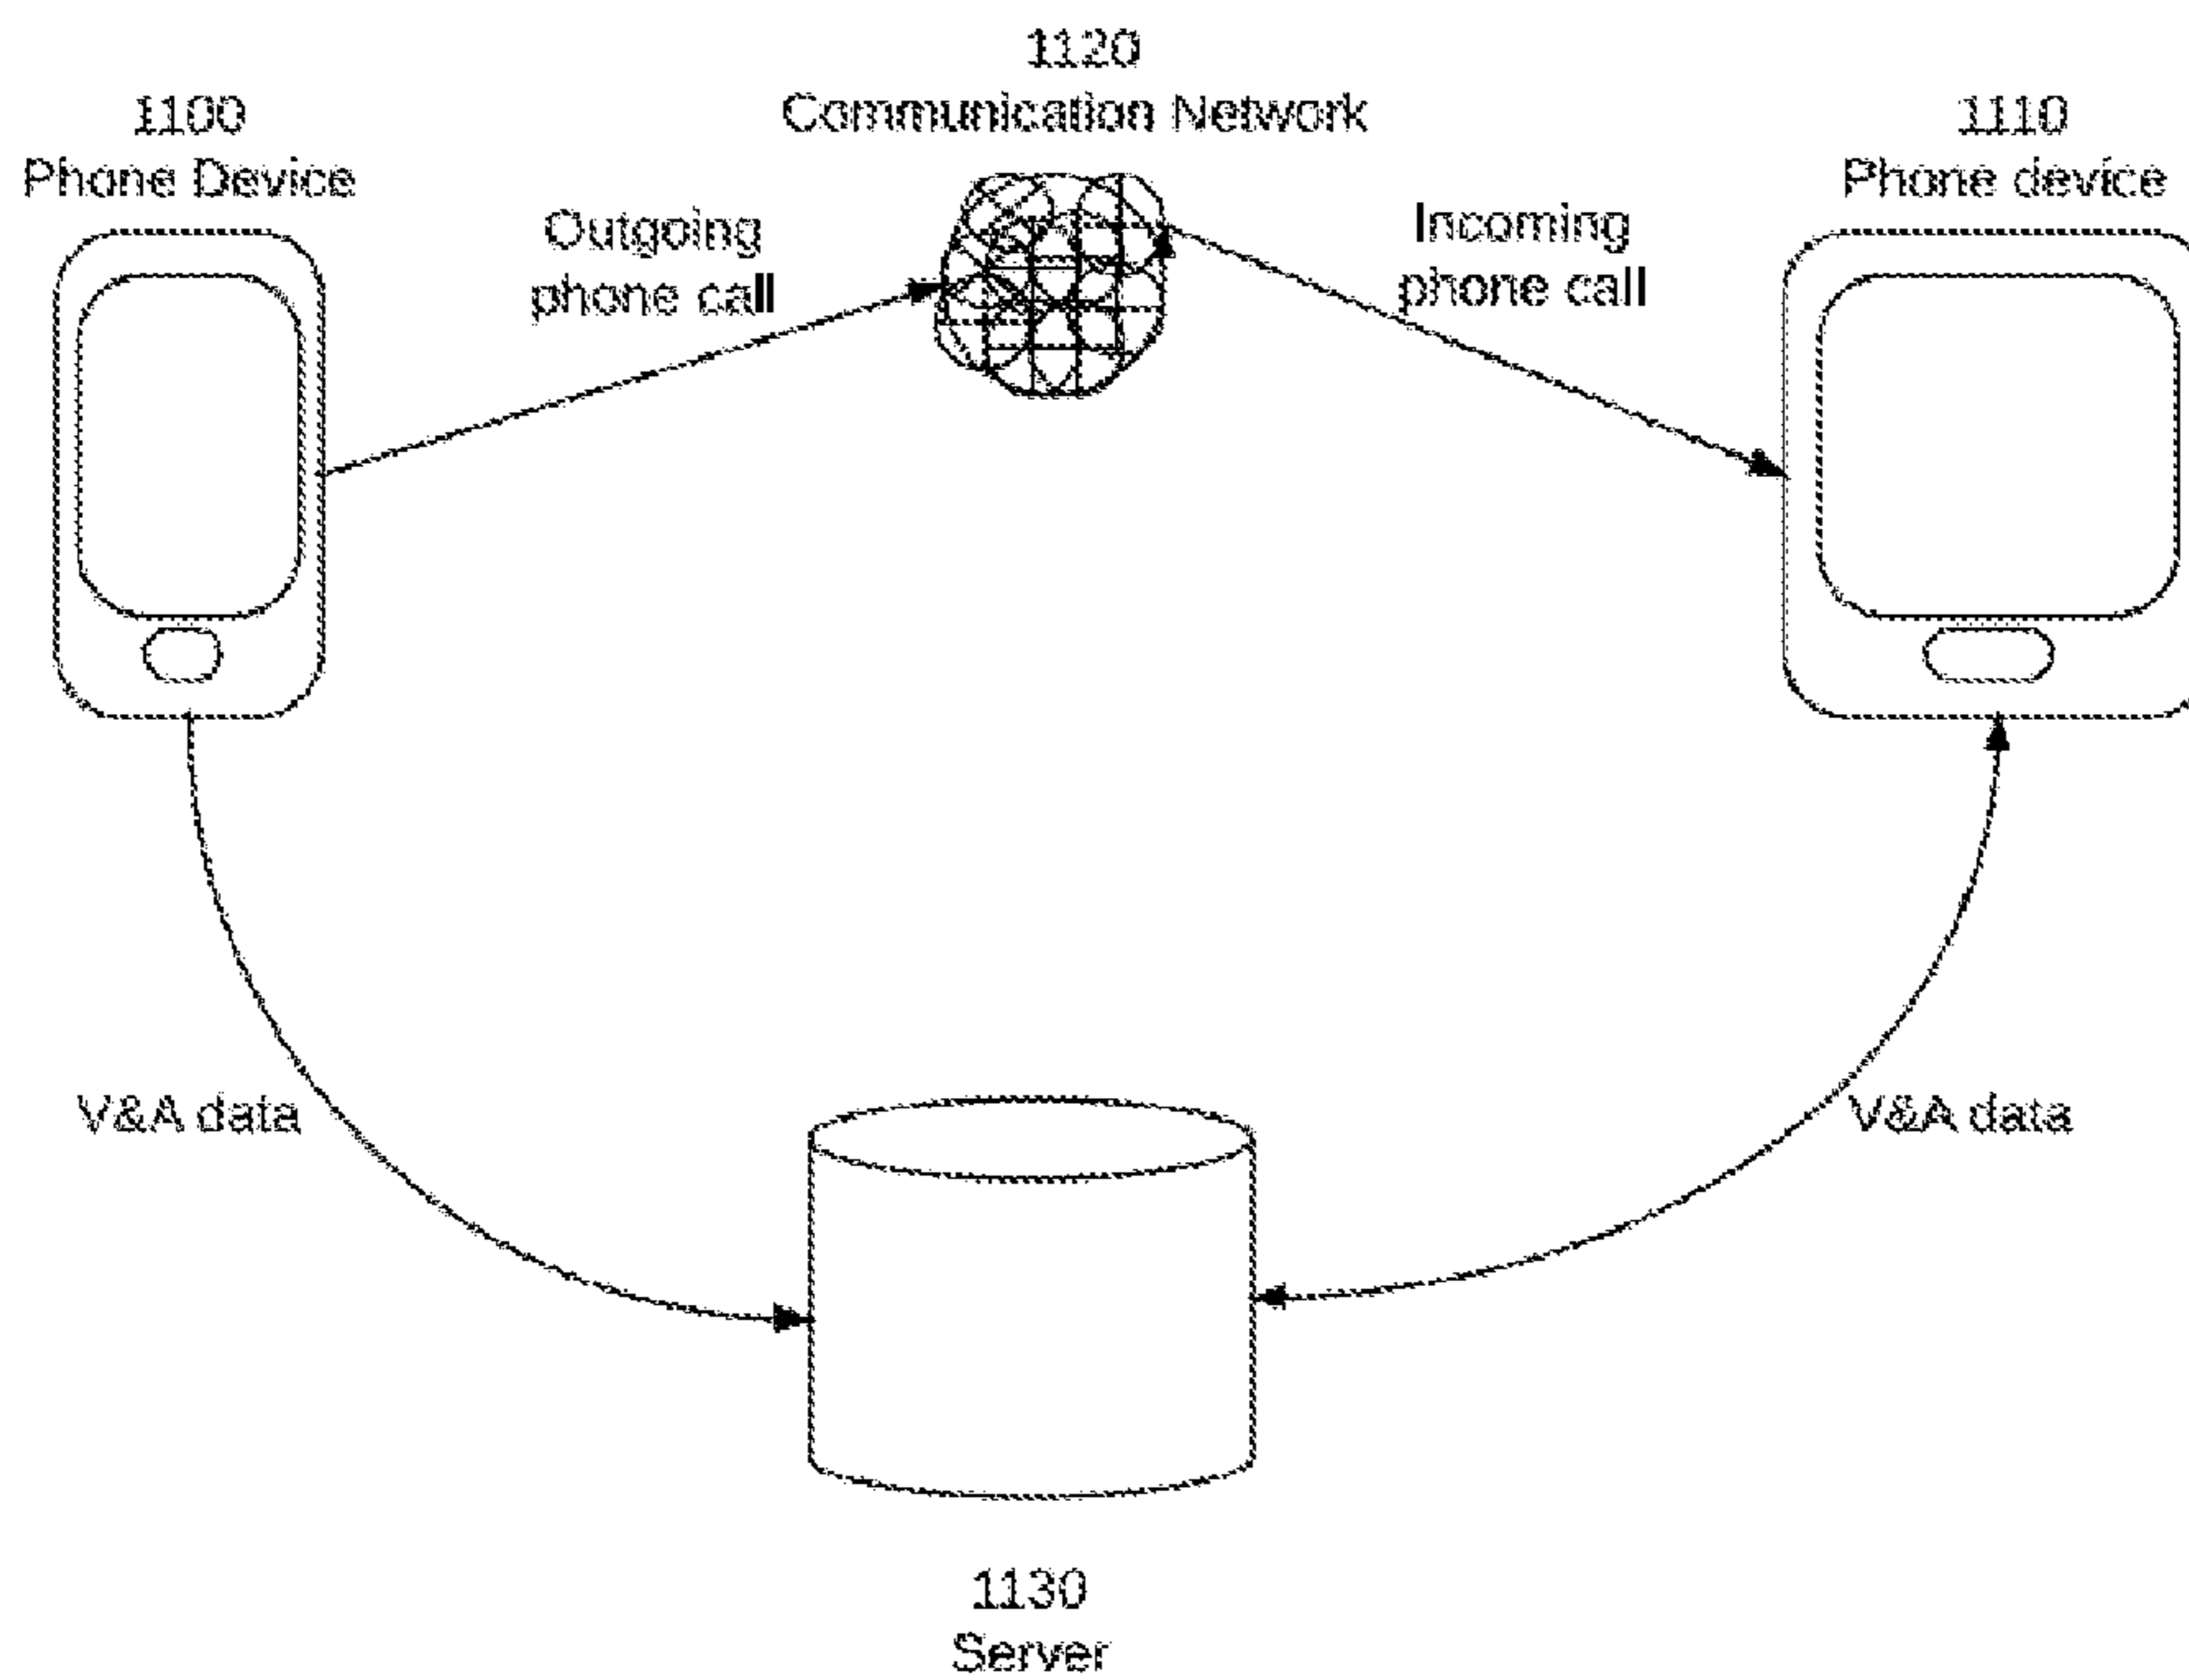 1120
Communication Network
1100
Phone Device
1110
Phone device
Outgoing
phone call
Incoming
phone call
V&A data
V&A data
1130
Server